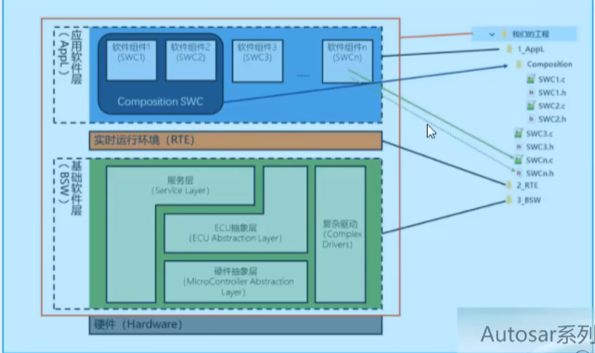 应用软件层
(AppL)
软件组件1
(SWC1)
软件组件2
(SWC2)
软件组件3
(SWC3)
......
软件组件n
(SWCn)
Composition SWC
实时运行环境（RTE）
基础软件层
(BSW)
服务层
(Service Layer)
ECU抽象层
(ECU Abstraction Layer)
硬件抽象层
(MicroController Abstraction
Layer)
复杂驱动
(Complex
Drivers)
硬件（Hardware）
我们的工程
1_AppL
Composition
SWC1.c
SWC1.h
SWC2.c
SWC2.h
SWC3.c
SWC3.h
SWCn.c
SWCn.h
2_RTE
3_BSW
Autosar系列